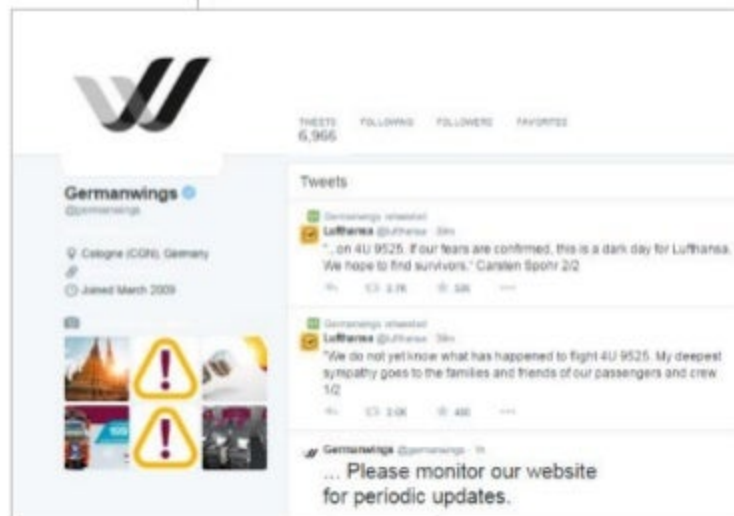 TWEETS FOLLOWING FOLLOWERS FAVORITES
6,966
Germanwings
@germanwings
Cologne (CGN), Germany
Joined March 2009
Tweets
Germanwings retweeted
Lufthansa @lufthansa
"...on 4U 9525. If our fears are confirmed, this is a dark day for Lufthansa.
We hope to find survivors." Carsten Spohr 2/2
Germanwings retweeted
Lufthansa @lufthansa
"We do not yet know what has happened to flight 4U 9525. My deepest
sympathy goes to the families and friends of our passengers and crew
1/2
Germanwings @germanwings 1h
... Please monitor our website
for periodic updates.